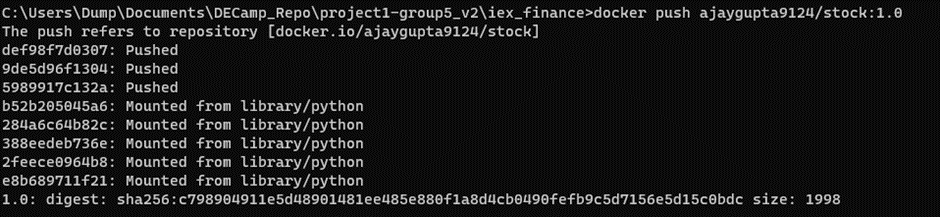 C:\Users\Dump\Documents\DECamp_Repo\project1-group5_v2\iex_finance>docker push ajaygupta9124/stock:1.0
The push refers to repository [docker.io/ajaygupta9124/stock]
def98f7d0307: Pushed
9de5d96f1304: Pushed
5989917c132a: Pushed
b52b205045a6: Mounted from library/python
284a6c64b82c: Mounted from library/python
388eedeb736e: Mounted from library/python
2feece0964b8: Mounted from library/python
e8b689711f21: Mounted from library/python
1.0: digest: sha256:c798904911e5d48901481ee485e880f1a8d4cb0490fefb9c5d7156e5d15c0bdc size: 1998